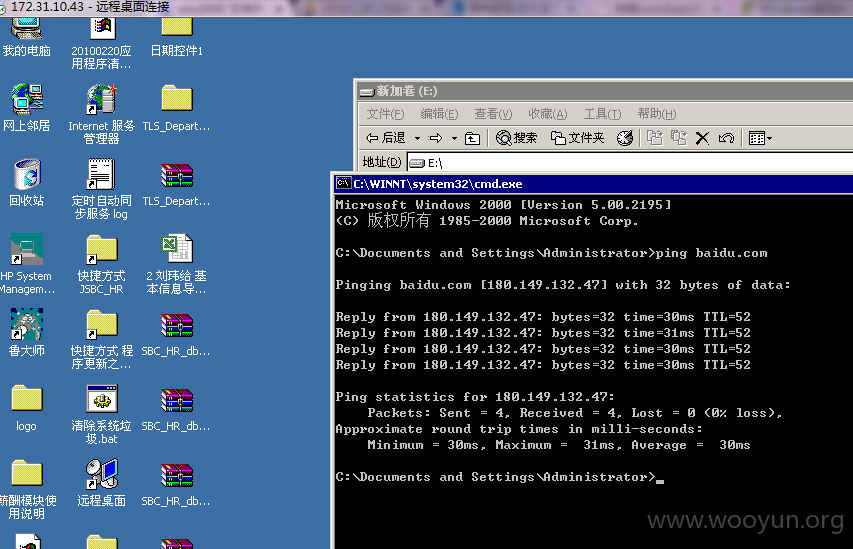 172.31.10.43 - 远程桌面连接
我的电脑
20100220应
用程序清...
日期控件1
网上邻居
Internet 服务
管理器
TLS_Depart...
回收站
定时自动同
步服务 log
TLS_Depart...
HP System
Managem...
快捷方式
JSBC_HR
2 刘玮给 基
本信息导...
鲁大师
快捷方式 程
序更新之...
SBC_HR_db...
logo
清除系统垃
圾.bat
SBC_HR_db...
薪酬模块使
用说明
远程桌面
SBC_HR_db...
新加卷 (E:)
文件(F) 编辑(E) 查看(V) 收藏(A) 工具(T) 帮助(H)
后退 搜索 文件夹
地址(D) E:\
C:\WINNT\system32\cmd.exe
Microsoft Windows 2000 [Version 5.00.2195]
(C) 版权所有 1985-2000 Microsoft Corp.
C:\Documents and Settings\Administrator>ping baidu.com
Pinging baidu.com [180.149.132.47] with 32 bytes of data:
Reply from 180.149.132.47: bytes=32 time=30ms TTL=52
Reply from 180.149.132.47: bytes=32 time=31ms TTL=52
Reply from 180.149.132.47: bytes=32 time=30ms TTL=52
Reply from 180.149.132.47: bytes=32 time=30ms TTL=52
Ping statistics for 180.149.132.47:
Packets: Sent = 4, Received = 4, Lost = 0 (0% loss),
Approximate round trip times in milli-seconds:
Minimum = 30ms, Maximum = 31ms, Average = 30ms
C:\Documents and Settings\Administrator>_
www.wooyun.org